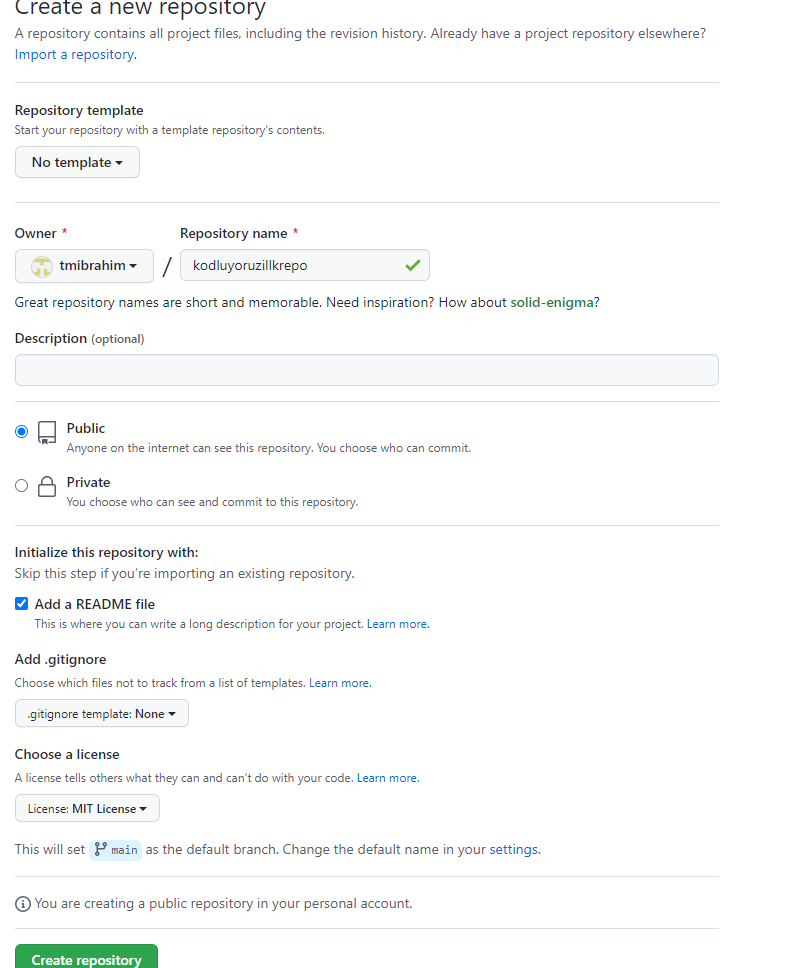 Create a new repository
A repository contains all project files, including the revision history. Already have a project repository elsewhere?
Import a repository.
Repository template
Start your repository with a template repository's contents.
No template
Owner * Repository name *
tmibrahim / kodluyoruzillkrepo
Great repository names are short and memorable. Need inspiration? How about solid-enigma?
Description (optional)
Public
Anyone on the internet can see this repository. You choose who can commit.
Private
You choose who can see and commit to this repository.
Initialize this repository with:
Skip this step if you're importing an existing repository.
Add a README file
This is where you can write a long description for your project. Learn more.
Add .gitignore
Choose which files not to track from a list of templates. Learn more.
.gitignore template: None
Choose a license
A license tells others what they can and can't do with your code. Learn more.
License: MIT License
This will set main as the default branch. Change the default name in your settings.
You are creating a public repository in your personal account.
Create repository